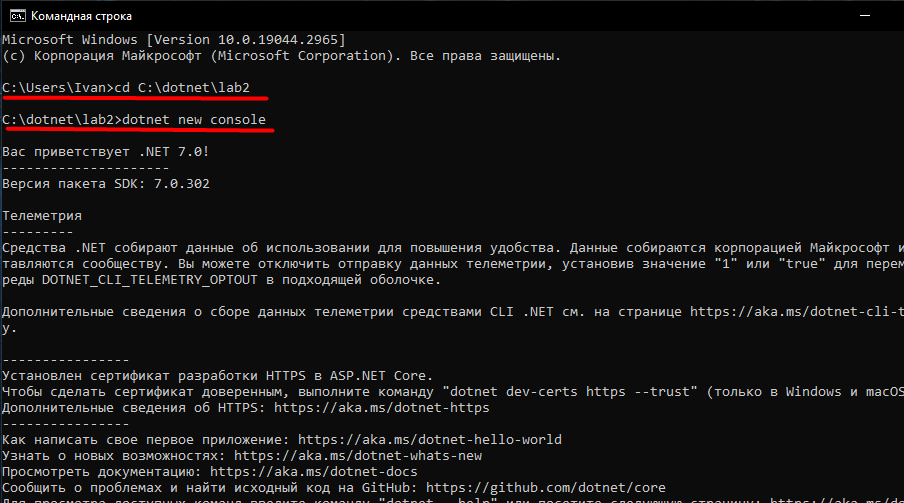 Командная строка
Microsoft Windows [Version 10.0.19044.2965]
(c) Корпорация Майкрософт (Microsoft Corporation). Все права защищены.
C:\Users\Ivan>cd C:\dotnet\lab2
C:\dotnet\lab2>dotnet new console
Вас приветствует .NET 7.0!
---------------------
Версия пакета SDK: 7.0.302
Телеметрия
---------
Средства .NET собирают данные об использовании для повышения удобства. Данные собираются корпорацией Майкрософт и
тавляются сообществу. Вы можете отключить отправку данных телеметрии, установив значение "1" или "true" для перем
реды DOTNET_CLI_TELEMETRY_OPTOUT в подходящей оболочке.
Дополнительные сведения о сборе данных телеметрии средствами CLI .NET см. на странице https://aka.ms/dotnet-cli-t
y.
----------------
Установлен сертификат разработки HTTPS в ASP.NET Core.
Чтобы сделать сертификат доверенным, выполните команду "dotnet dev-certs https --trust" (только в Windows и macOS
Дополнительные сведения об HTTPS: https://aka.ms/dotnet-https
----------------
Как написать свое первое приложение: https://aka.ms/dotnet-hello-world
Узнать о новых возможностях: https://aka.ms/dotnet-whats-new
Просмотреть документацию: https://aka.ms/dotnet-docs
Сообщить о проблемах и найти исходный код на GitHub: https://github.com/dotnet/core